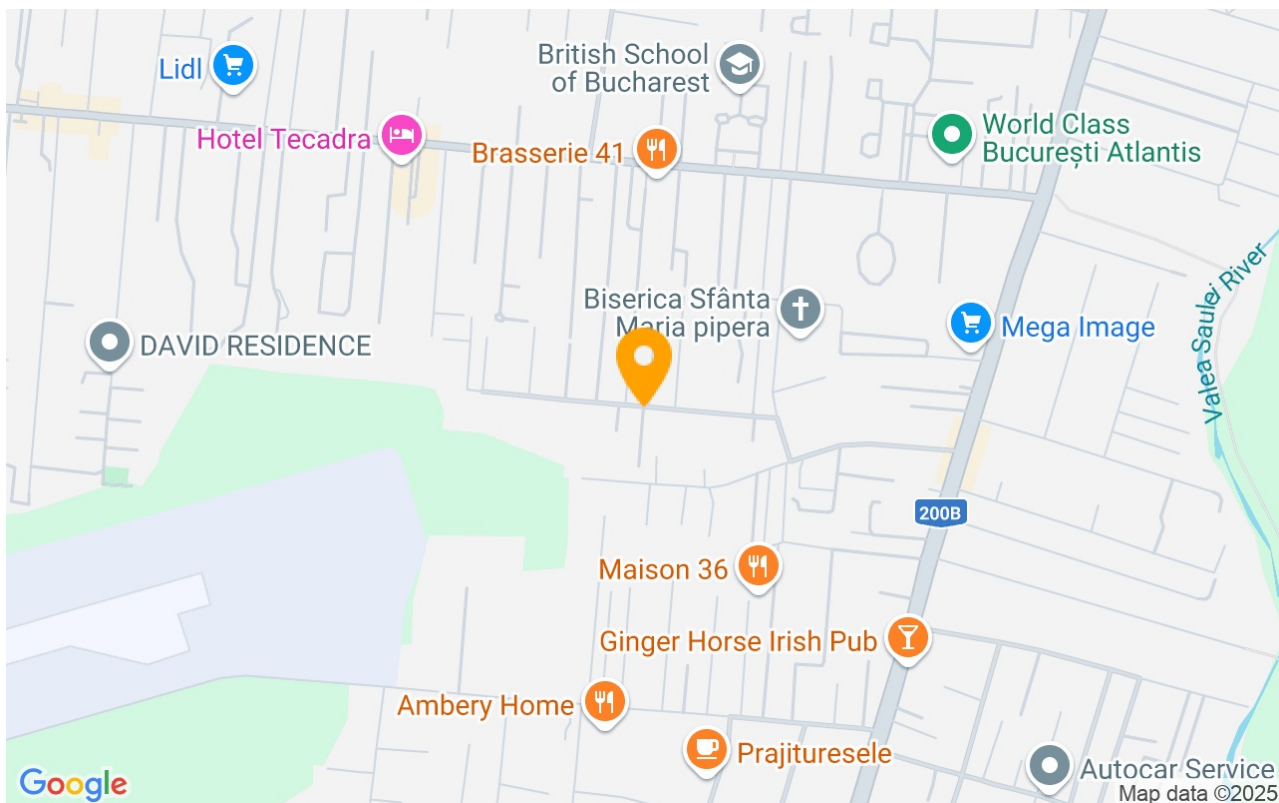 British School
of Bucharest
Lidl
World Class
București Atlantis
Hotel Tecadra
Brasserie 41
Valea Saulei River
Biserica Sfânta
Maria pipera
Mega Image
DAVID RESIDENCE
200B
Maison 36
Ginger Horse Irish Pub
Ambery Home
Prajituresele
Autocar Service
Google
Map data ©2025